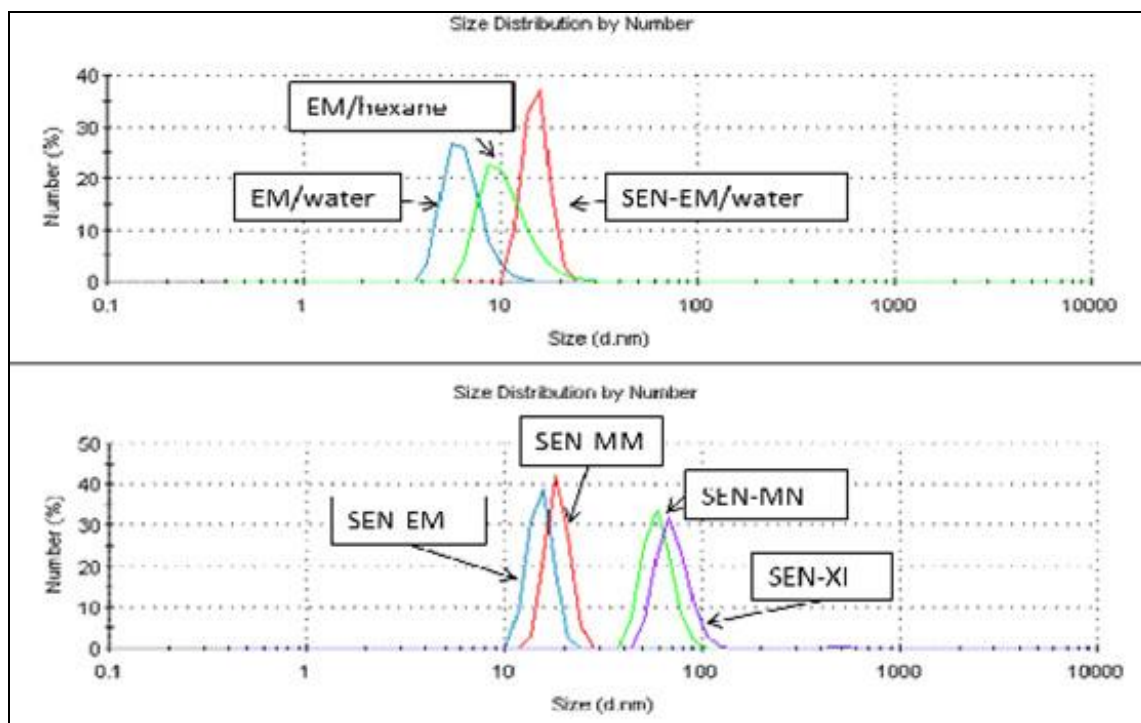 Size Distribution by Number
40
30
20
10
0
Number (%)
EM/hexane
EM/water
SEN-EM/water
0.1 1 10 100 1000 10000
Size (d.nm)
Size Distribution by Number
50
40
30
20
10
0
Number (%)
SEN MM
SEN EM
SEN-MN
SEN-XI
0.1 1 10 100 1000 10000
Size (d.nm)